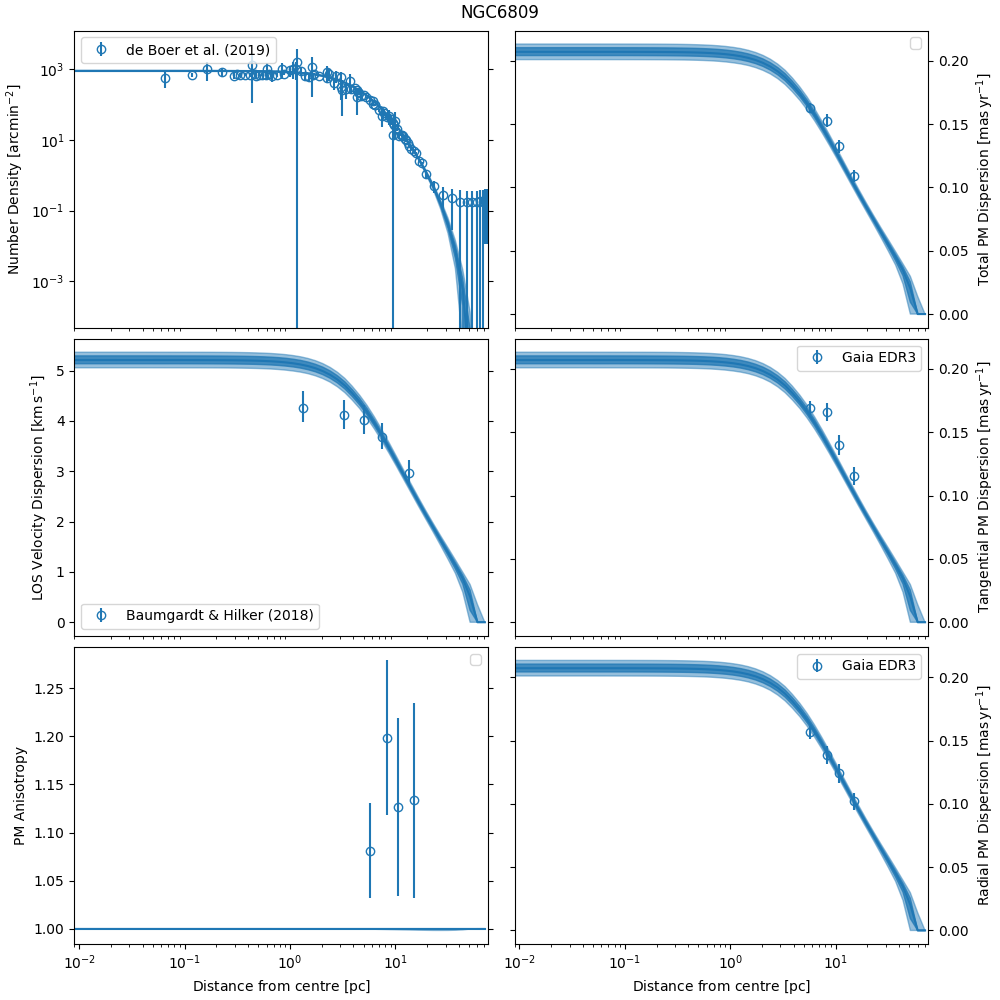 NGC6809
de Boer et al. (2019)
10³
10¹
10⁻¹
10⁻³
Number Density [arcmin⁻²]
0.20
0.15
0.10
0.05
0.00
Total PM Dispersion [mas yr⁻¹]
5
4
3
2
1
0
LOS Velocity Dispersion [km s⁻¹]
Baumgardt & Hilker (2018)
Gaia EDR3
0.20
0.15
0.10
0.05
0.00
Tangential PM Dispersion [mas yr⁻¹]
1.25
1.20
1.15
1.10
1.05
1.00
PM Anisotropy
10⁻² 10⁻¹ 10⁰ 10¹
Distance from centre [pc]
Gaia EDR3
0.20
0.15
0.10
0.05
0.00
Radial PM Dispersion [mas yr⁻¹]
10⁻² 10⁻¹ 10⁰ 10¹
Distance from centre [pc]